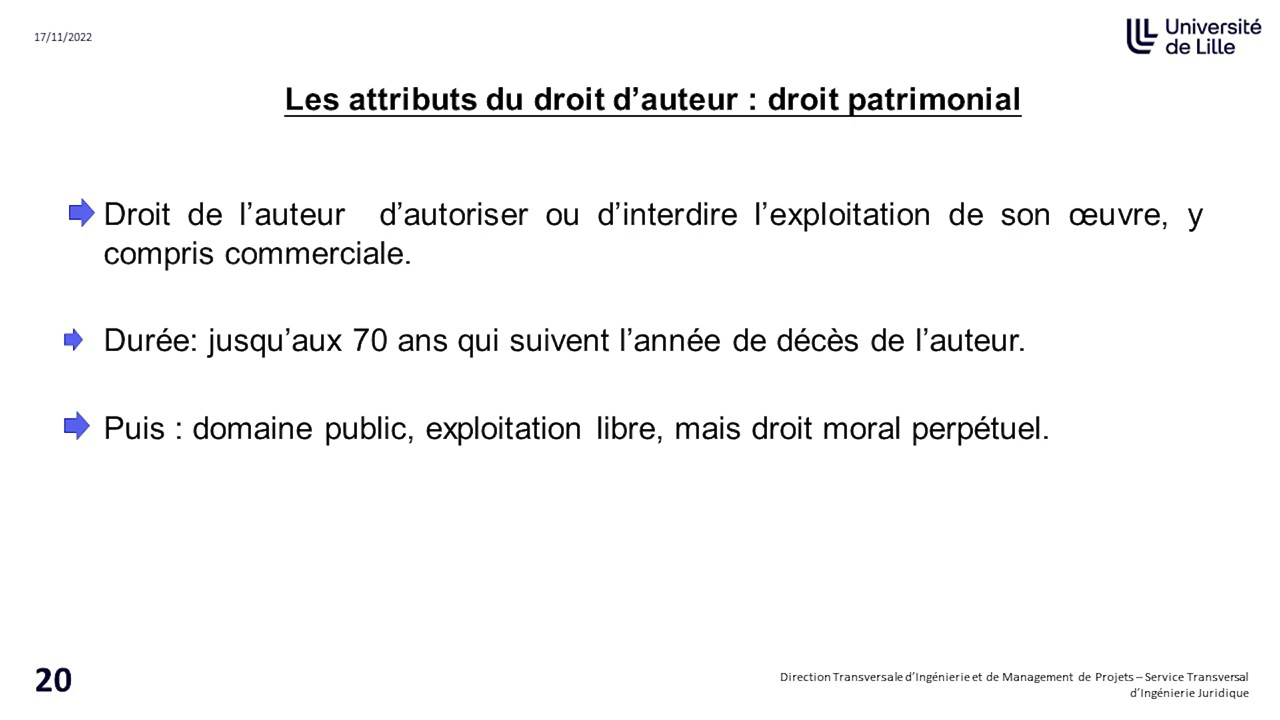 17/11/2022
Université
de Lille
Les attributs du droit d’auteur : droit patrimonial
Droit de l’auteur d’autoriser ou d’interdire l’exploitation de son œuvre, y
compris commerciale.
Durée: jusqu’aux 70 ans qui suivent l’année de décès de l’auteur.
Puis : domaine public, exploitation libre, mais droit moral perpétuel.
20
Direction Transversale d’Ingénierie et de Management de Projets – Service Transversal
d’Ingénierie Juridique